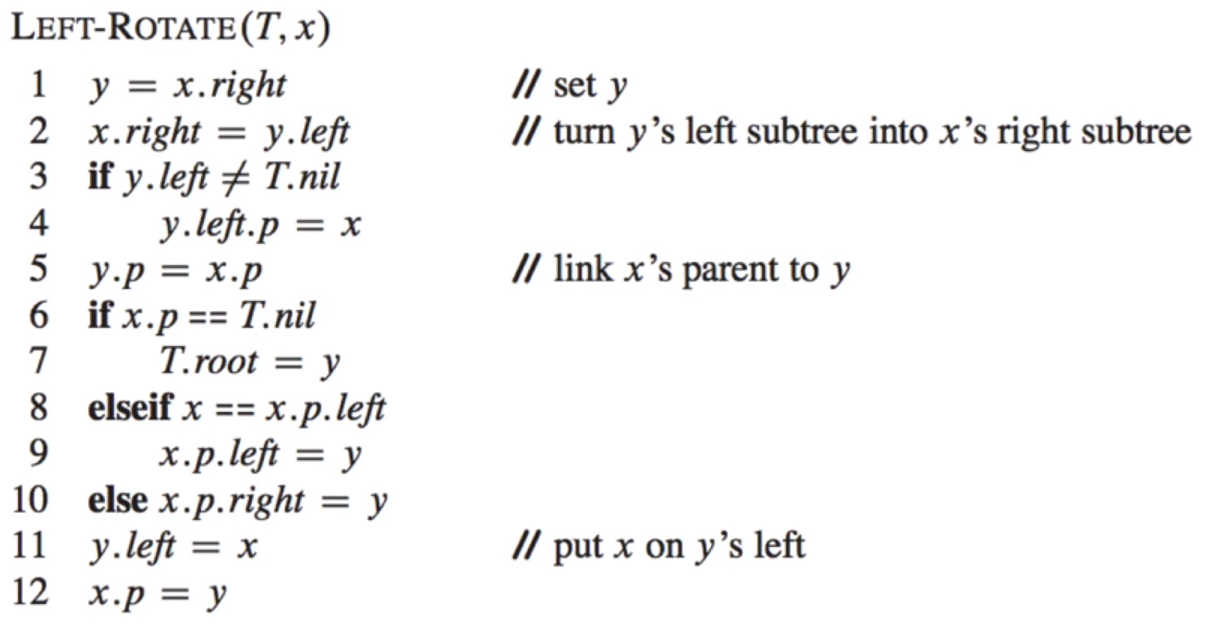 LEFT-ROTATE(T, x)
1 y = x.right // set y
2 x.right = y.left // turn y’s left subtree into x’s right subtree
3 if y.left ≠ T.nil
4 y.left.p = x
5 y.p = x.p // link x’s parent to y
6 if x.p == T.nil
7 T.root = y
8 elseif x == x.p.left
9 x.p.left = y
10 else x.p.right = y
11 y.left = x // put x on y’s left
12 x.p = y